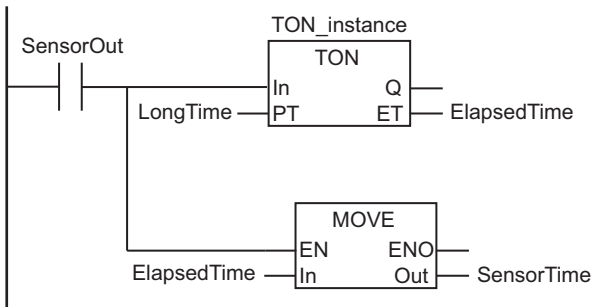 TON_instance
SensorOut
TON
In Q
LongTime PT ET ElapsedTime
MOVE
EN ENO
ElapsedTime In Out SensorTime